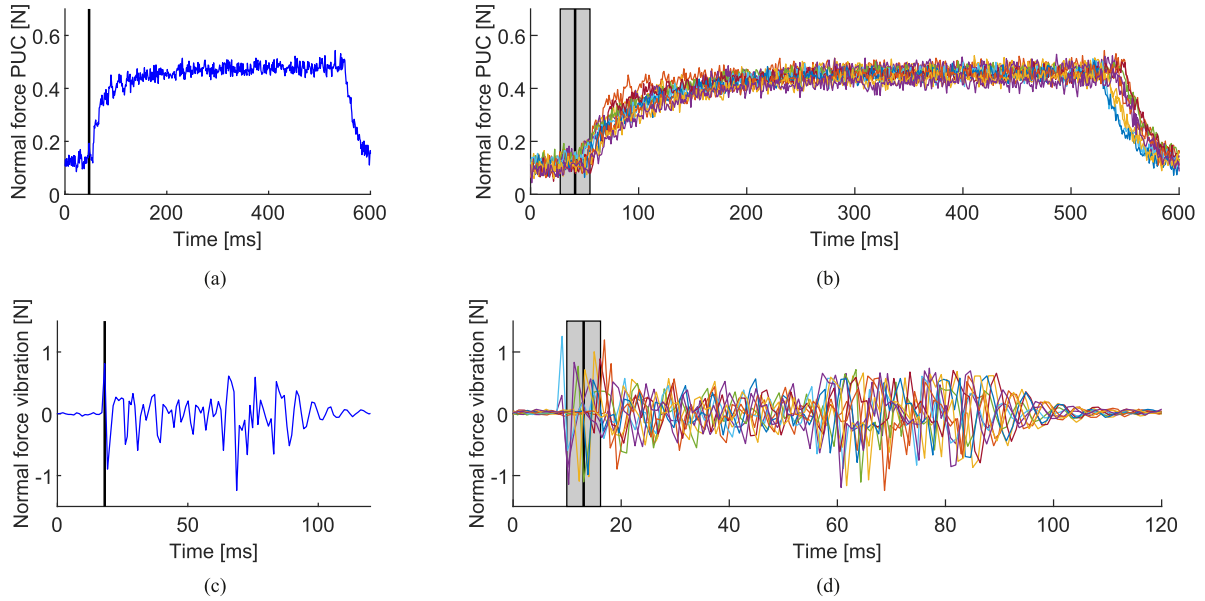 Normal force PUC [N]
0.6
0.4
0.2
0
0 200 400 600
Time [ms]
(a)
Normal force PUC [N]
0.6
0.4
0.2
0
0 100 200 300 400 500 600
Time [ms]
(b)
Normal force vibration [N]
1
0
-1
0 50 100
Time [ms]
(c)
Normal force vibration [N]
1
0
-1
0 20 40 60 80 100 120
Time [ms]
(d)